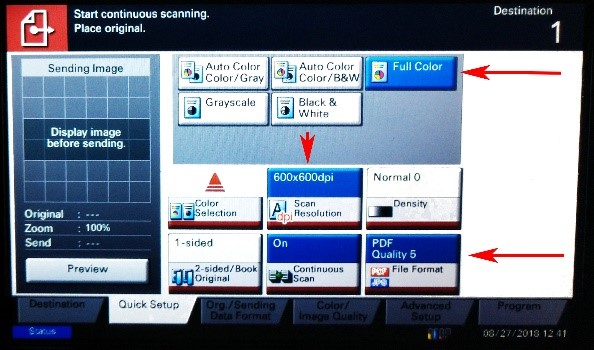 Start continuous scanning.
Place original.
Destination
1
Sending Image
Display image
before sending.
Original : ---
Zoom : 100%
Send : ---
Preview
Auto Color
Color/Gray
Auto Color
Color/B&W
Full Color
Grayscale
Black &
White
Color
Selection
600x600dpi
A
dpi
Scan
Resolution
Normal 0
Density
1-sided
2-sided/Book
Original
On
Continuous
Scan
PDF
Quality 5
PDF
JPG
File Format
Destination
Quick Setup
Org./Sending
Data Format
Color/
Image Quality
Advanced
Setup
Program
Status
08/27/2018 12:41